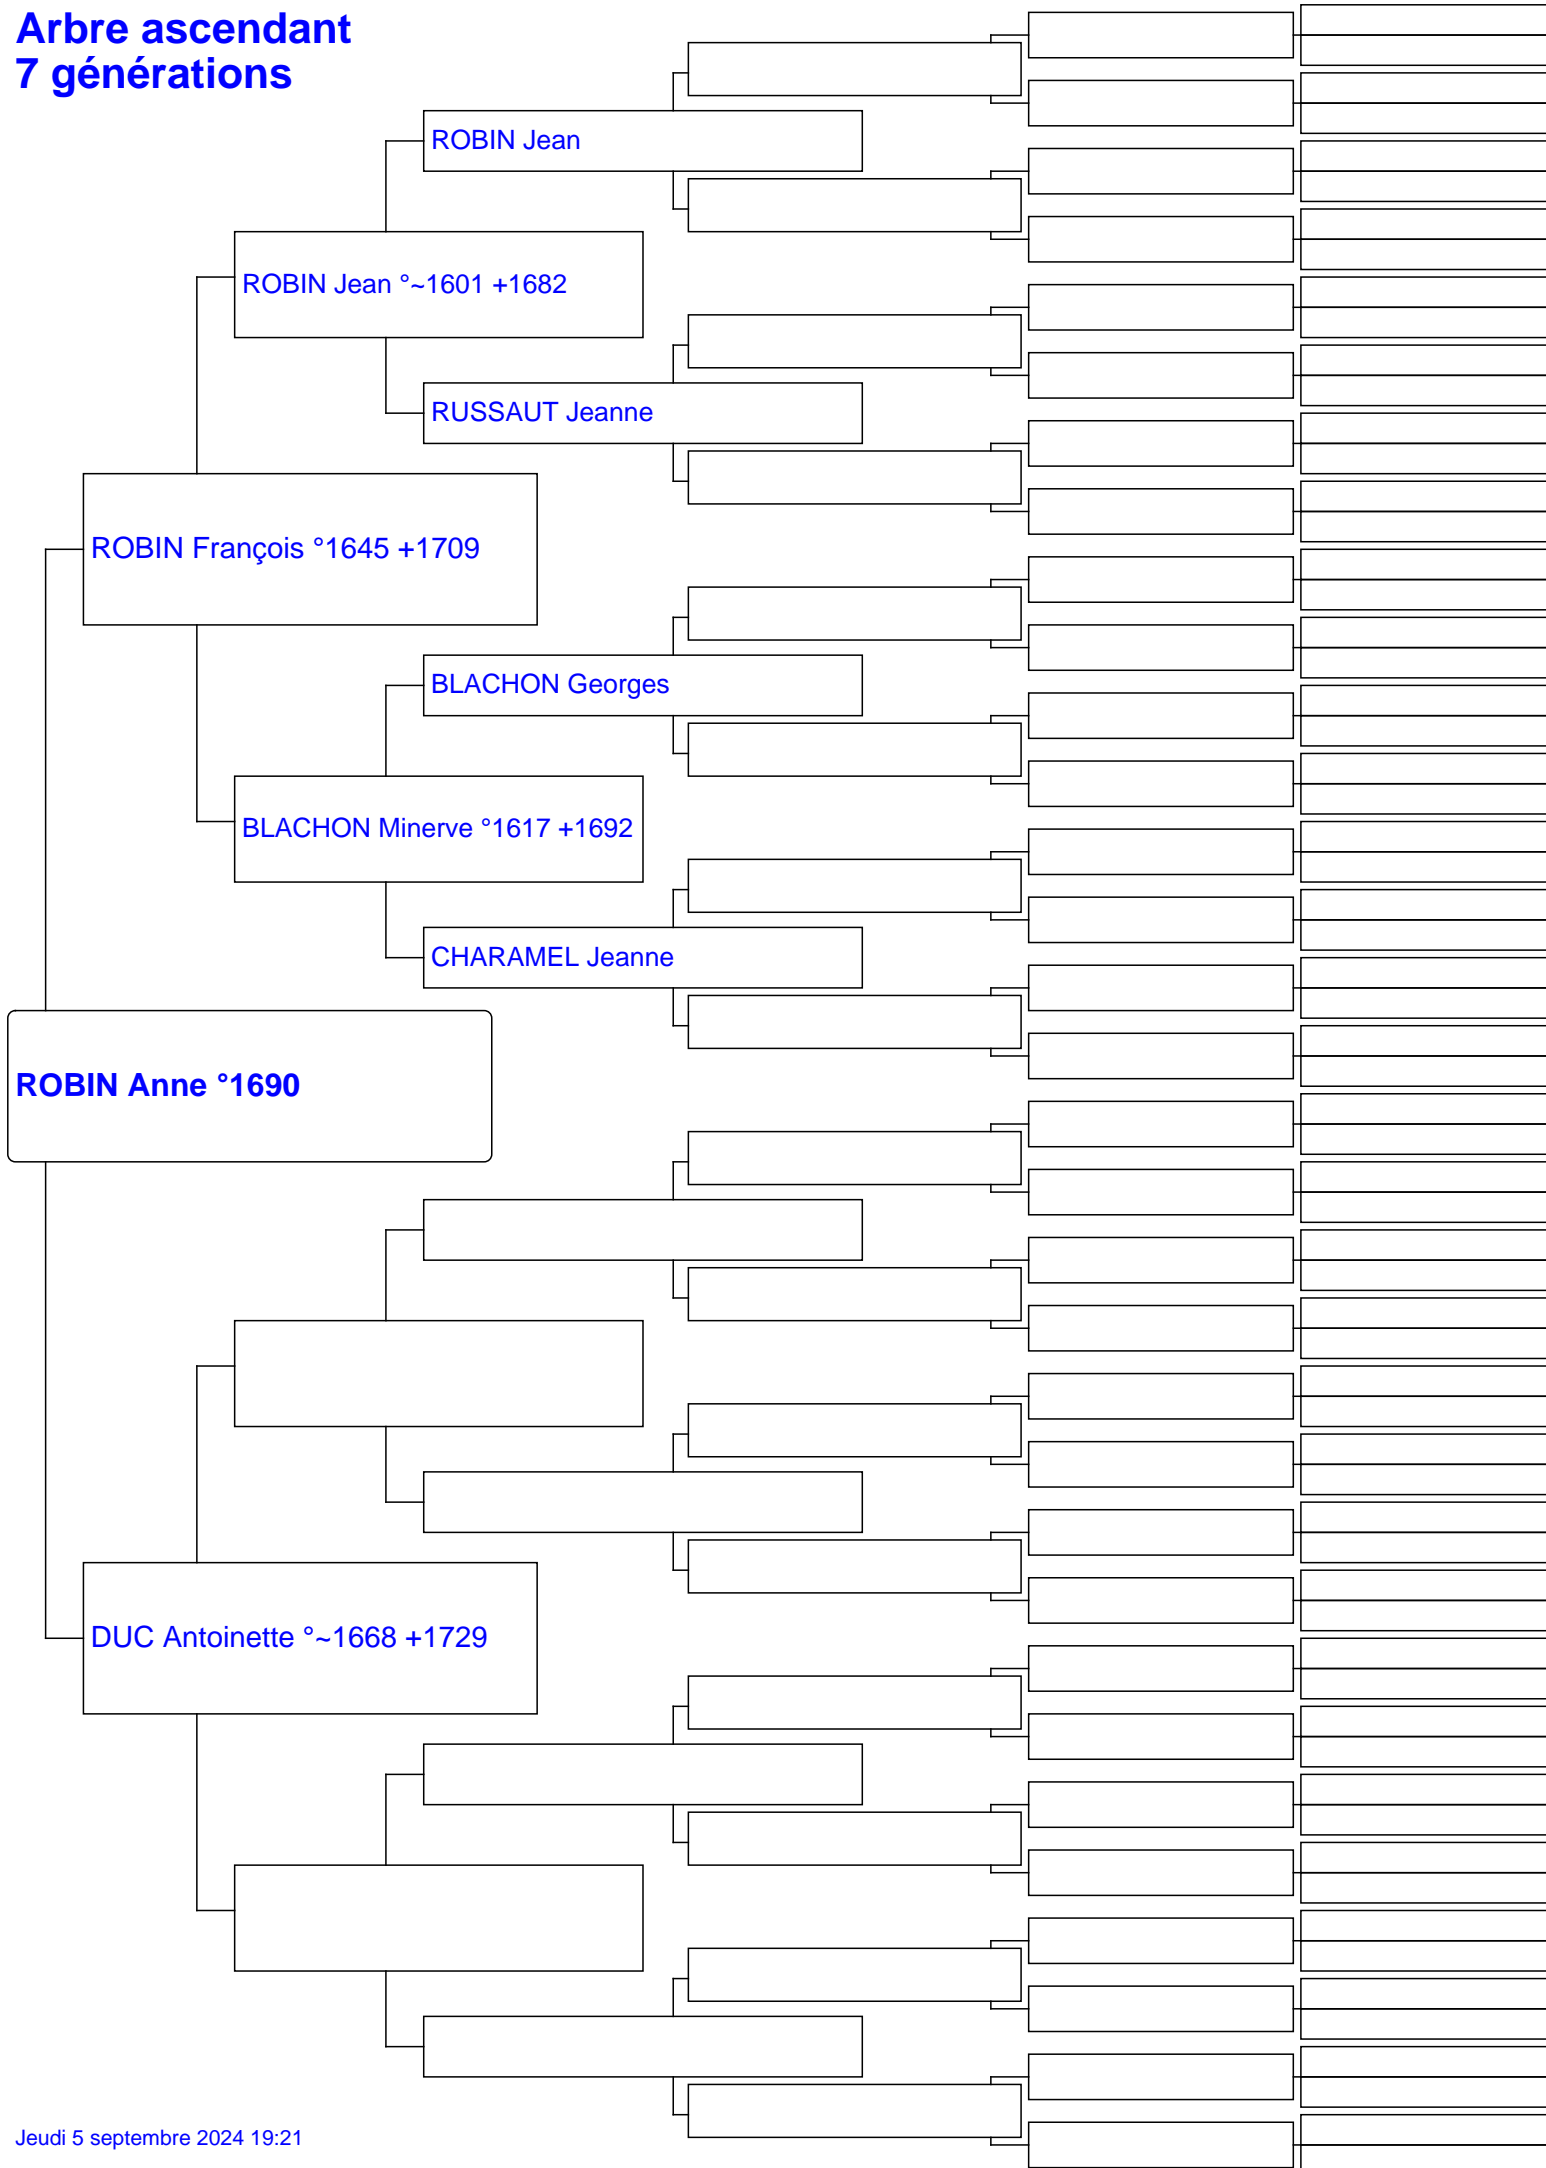 Arbre ascendant
7 générations
ROBIN Jean
ROBIN Jean °~1601 +1682
RUSSAUT Jeanne
ROBIN François °1645 +1709
BLACHON Georges
BLACHON Minerve °1617 +1692
CHARAMEL Jeanne
ROBIN Anne °1690
DUC Antoinette °~1668 +1729
Jeudi 5 septembre 2024 19:21